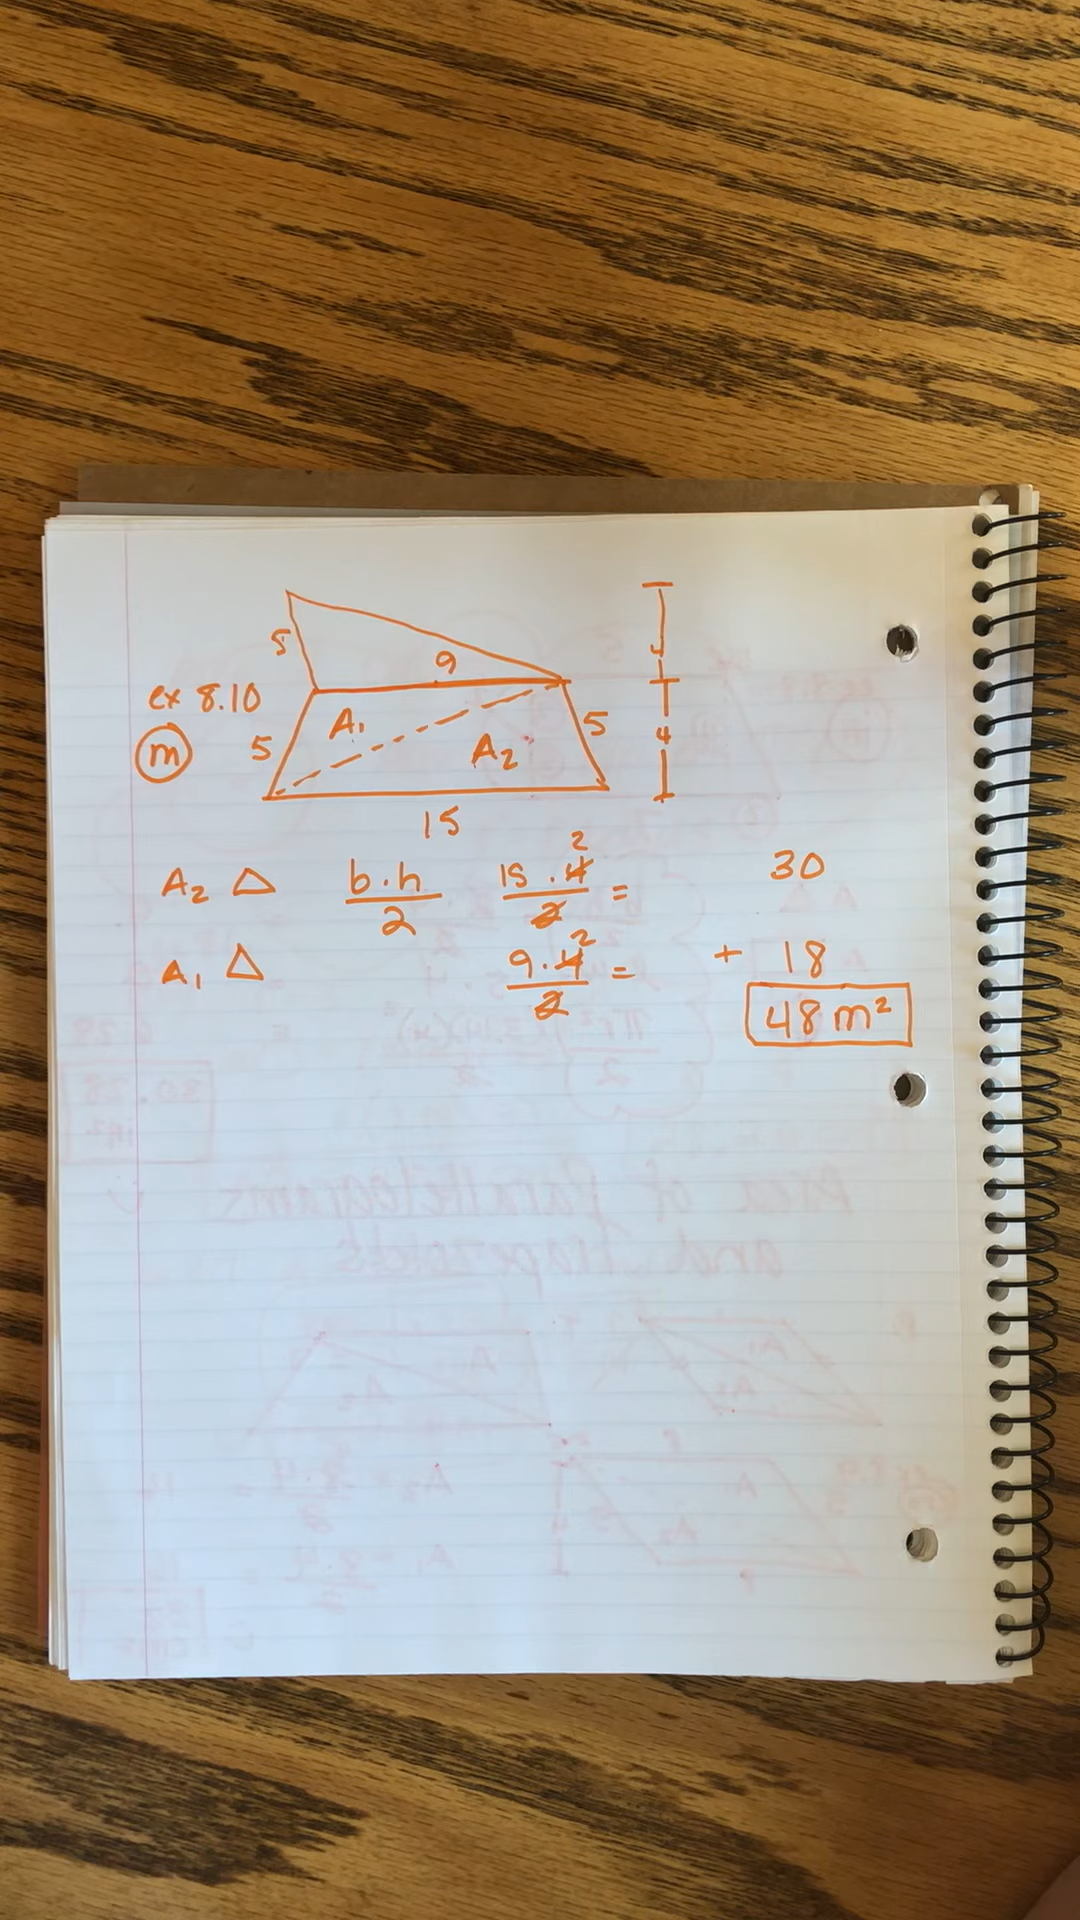 5
9
ex 8.10
A₁
5
5
4
m
A₂
15
A₂ △ b·h/2 15·4/2 = 30
2
A₁ △ 9·4/2 = + 18
2
48 m²